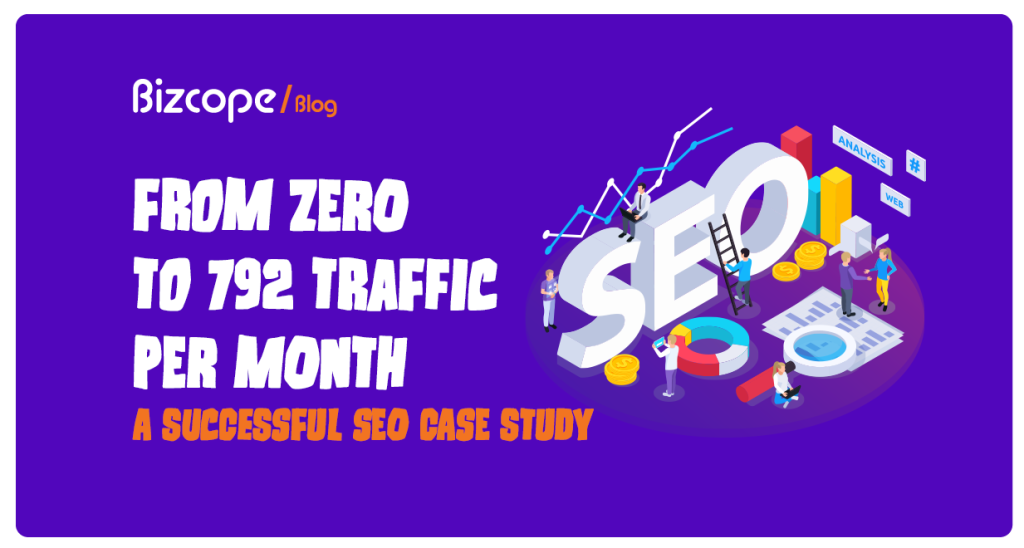 Bizcope/Blog
FROM ZERO
TO 792 TRAFFIC
PER MONTH
A SUCCESSFUL SEO CASE STUDY
SEO
ANALYSIS
#
WEB
$
$
$